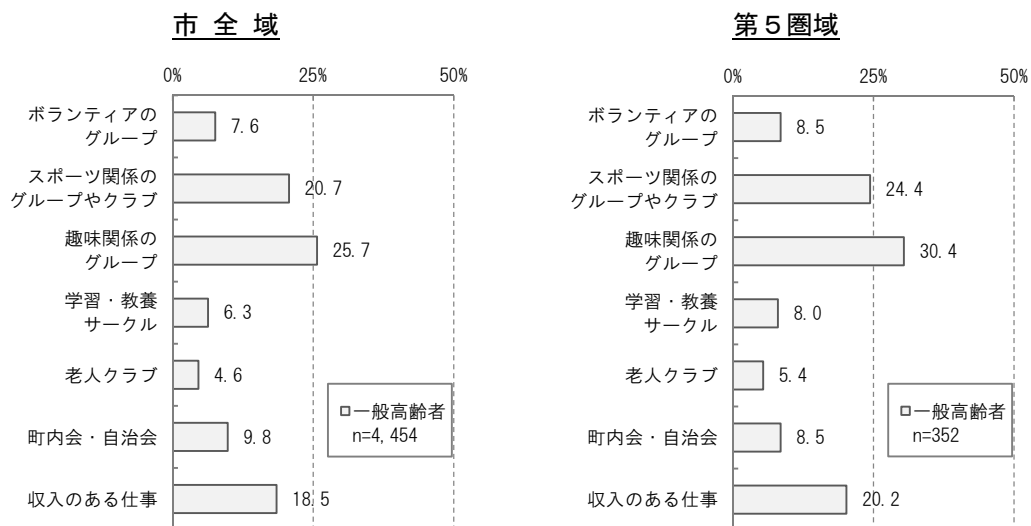 市 全 域
0%
25%
50%
ボランティアの
グループ
7.6
スポーツ関係の
グループやクラブ
20.7
趣味関係の
グループ
25.7
学習・教養
サークル
6.3
老人クラブ
4.6
町内会・自治会
9.8
収入のある仕事
18.5
一般高齢者
n=4,454
第5圏域
0%
25%
50%
ボランティアの
グループ
8.5
スポーツ関係の
グループやクラブ
24.4
趣味関係の
グループ
30.4
学習・教養
サークル
8.0
老人クラブ
5.4
町内会・自治会
8.5
収入のある仕事
20.2
一般高齢者
n=352